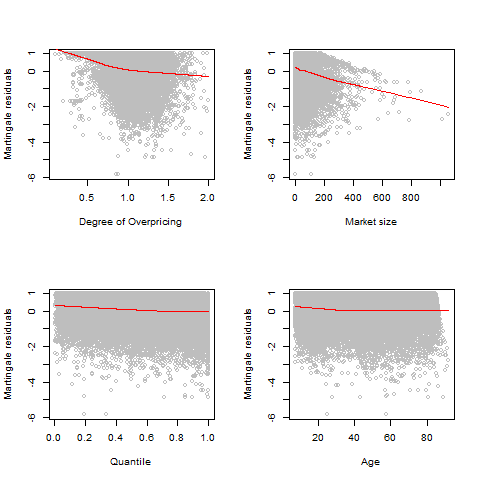 Martingale residuals
1
0
-2
-4
-6
0.5 1.0 1.5 2.0
Degree of Overpricing
Martingale residuals
1
0
-2
-4
-6
0 200 400 600 800
Market size
Martingale residuals
1
0
-2
-4
-6
0.0 0.2 0.4 0.6 0.8 1.0
Quantile
Martingale residuals
1
0
-2
-4
-6
20 40 60 80
Age